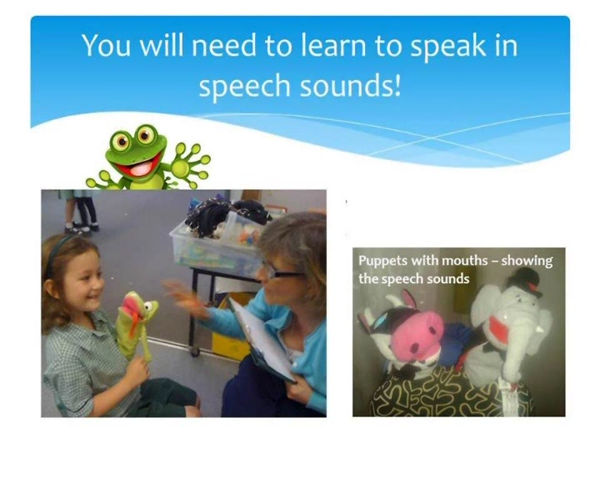 You will need to learn to speak in
speech sounds!
Puppets with mouths – showing
the speech sounds